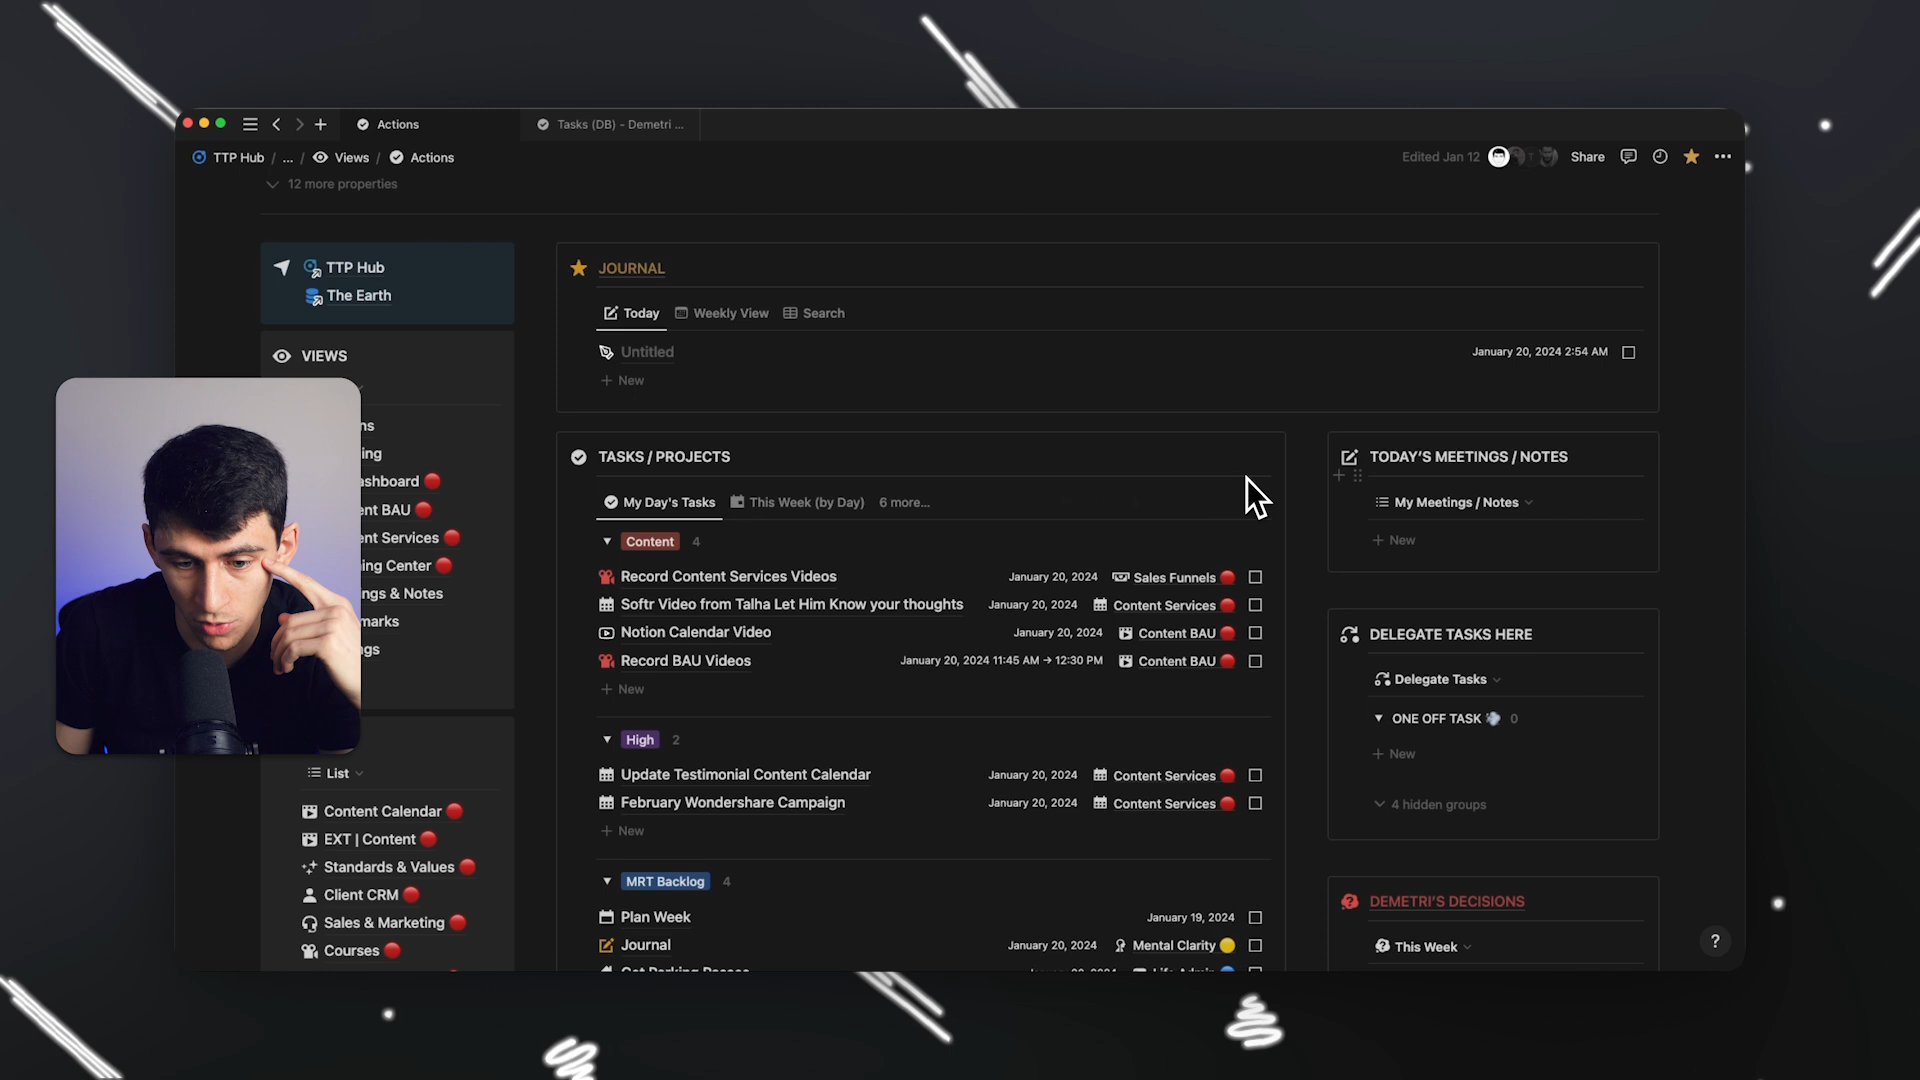 Actions
Tasks (DB) - Demetri ...
TTP Hub / ... / Views / Actions
Edited Jan 12
Share
12 more properties
TTP Hub
The Earth
VIEWS
ns
ing
ashboard
ent BAU
ent Services
ing Center
ngs & Notes
marks
gs
List
Content Calendar
EXT | Content
Standards & Values
Client CRM
Sales & Marketing
Courses
JOURNAL
Today Weekly View Search
Untitled January 20, 2024 2:54 AM
+ New
TASKS / PROJECTS
My Day's Tasks This Week (by Day) 6 more...
Content 4
Record Content Services Videos January 20, 2024 Sales Funnels
Softr Video from Talha Let Him Know your thoughts January 20, 2024 Content Services
Notion Calendar Video January 20, 2024 Content BAU
Record BAU Videos January 20, 2024 11:45 AM → 12:30 PM Content BAU
+ New
High 2
Update Testimonial Content Calendar January 20, 2024 Content Services
February Wondershare Campaign January 20, 2024 Content Services
+ New
MRT Backlog 4
Plan Week January 19, 2024
Journal January 20, 2024 Mental Clarity
TODAY'S MEETINGS / NOTES
My Meetings / Notes
+ New
DELEGATE TASKS HERE
Delegate Tasks
ONE OFF TASK 0
+ New
4 hidden groups
DEMETRI'S DECISIONS
This Week
?